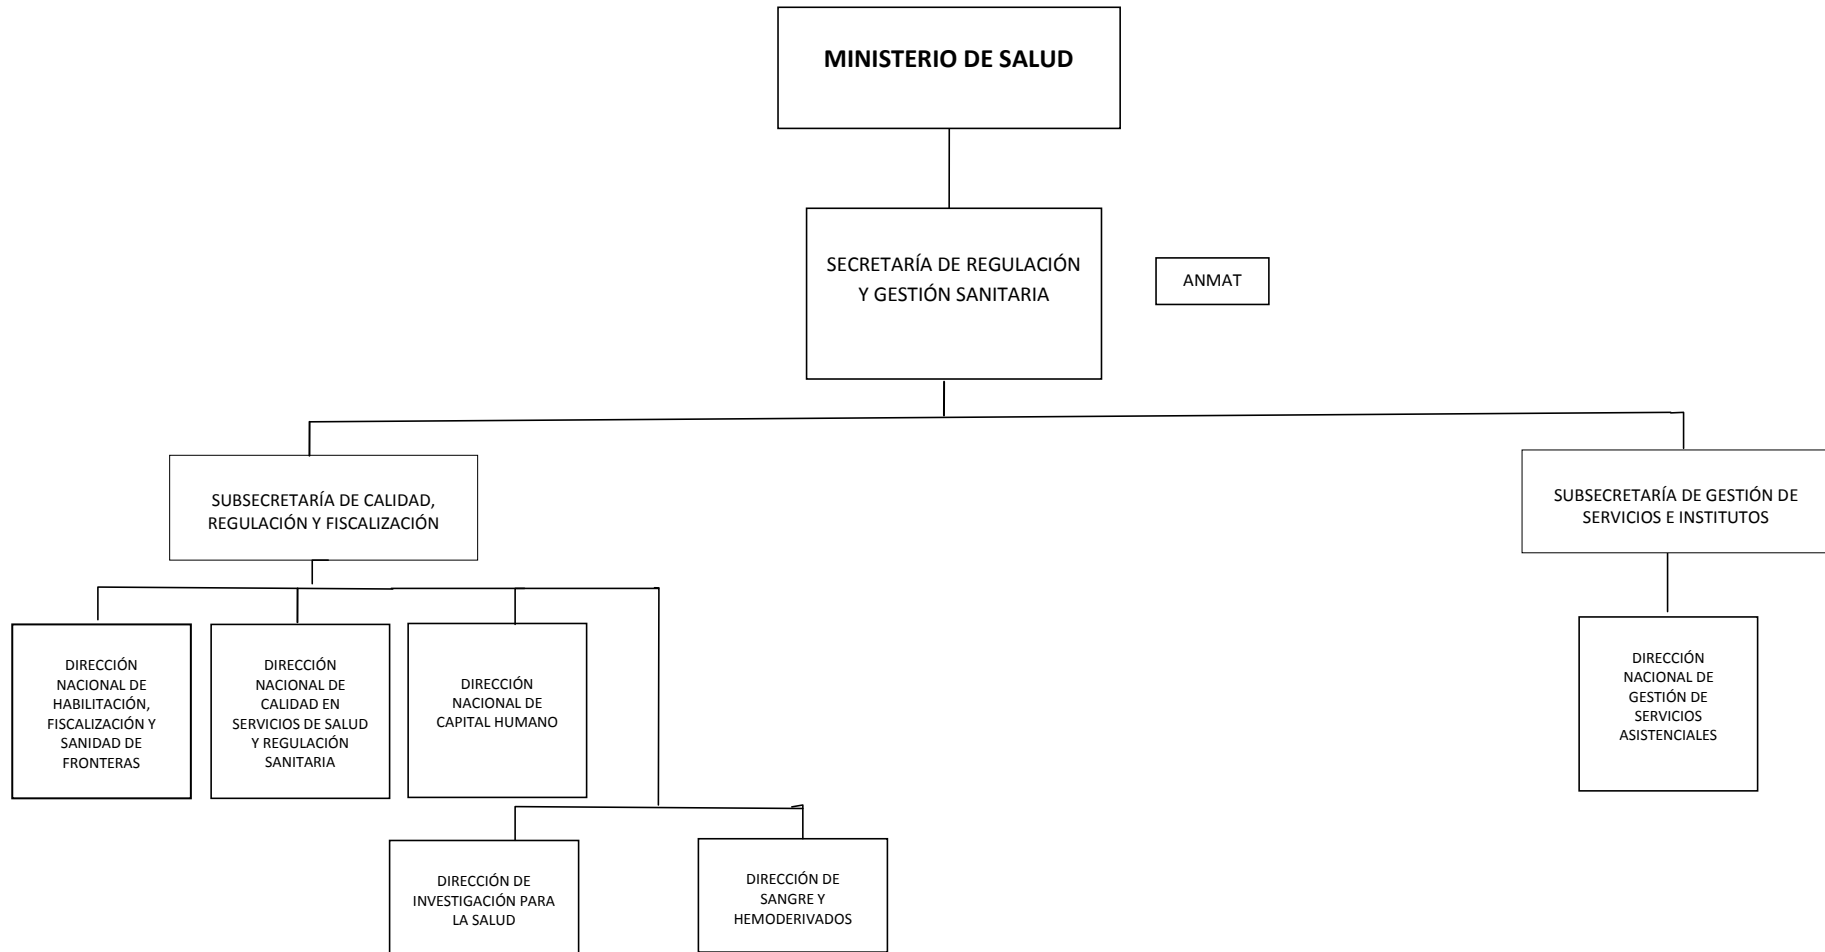 MINISTERIO DE SALUD
SECRETARÍA DE REGULACIÓN
Y GESTIÓN SANITARIA
ANMAT
SUBSECRETARÍA DE CALIDAD,
REGULACIÓN Y FISCALIZACIÓN
SUBSECRETARÍA DE GESTIÓN DE
SERVICIOS E INSTITUTOS
DIRECCIÓN
NACIONAL DE
HABILITACIÓN,
FISCALIZACIÓN Y
SANIDAD DE
FRONTERAS
DIRECCIÓN
NACIONAL DE
CALIDAD EN
SERVICIOS DE SALUD
Y REGULACIÓN
SANITARIA
DIRECCIÓN
NACIONAL DE
CAPITAL HUMANO
DIRECCIÓN
NACIONAL DE
GESTIÓN DE
SERVICIOS
ASISTENCIALES
DIRECCIÓN DE
INVESTIGACIÓN PARA
LA SALUD
DIRECCIÓN DE
SANGRE Y
HEMODERIVADOS